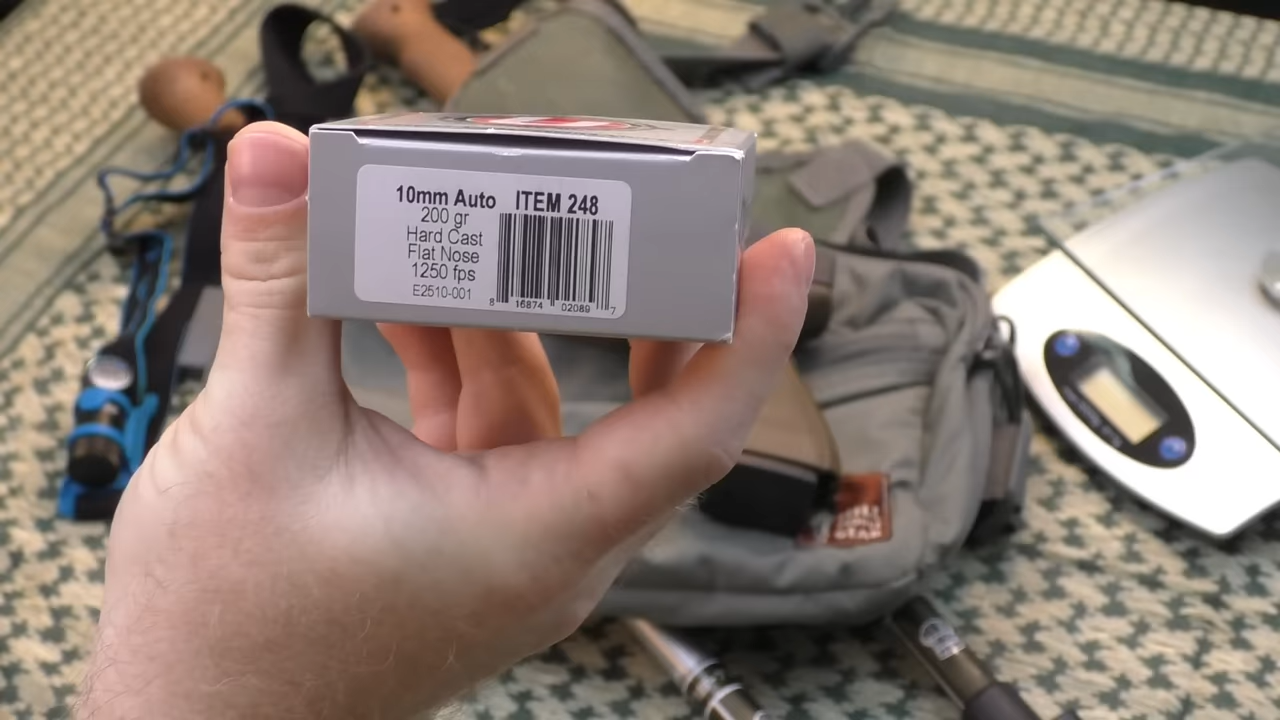 10mm Auto ITEM 248
200 gr
Hard Cast
Flat Nose
1250 fps
E2510-001
8 16874 02089 7